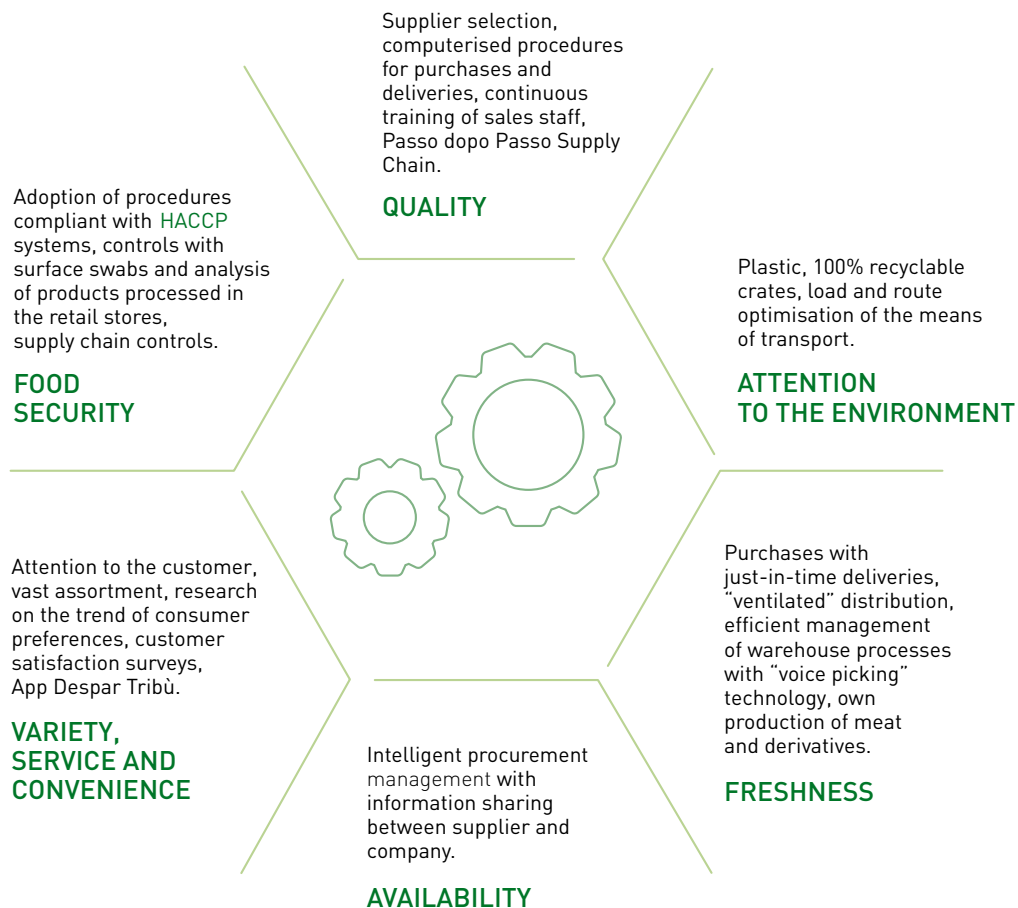 Supplier selection,
computerised procedures
for purchases and
deliveries, continuous
training of sales staff,
Passo dopo Passo Supply
Chain.
QUALITY
Adoption of procedures
compliant with HACCP
systems, controls with
surface swabs and analysis
of products processed in
the retail stores,
supply chain controls.
FOOD
SECURITY
Plastic, 100% recyclable
crates, load and route
optimisation of the means
of transport.
ATTENTION
TO THE ENVIRONMENT
Attention to the customer,
vast assortment, research
on the trend of consumer
preferences, customer
satisfaction surveys,
App Despar Tribù.
VARIETY,
SERVICE AND
CONVENIENCE
Purchases with
just-in-time deliveries,
“ventilated” distribution,
efficient management
of warehouse processes
with “voice picking”
technology, own
production of meat
and derivatives.
FRESHNESS
Intelligent procurement
management with
information sharing
between supplier and
company.
AVAILABILITY